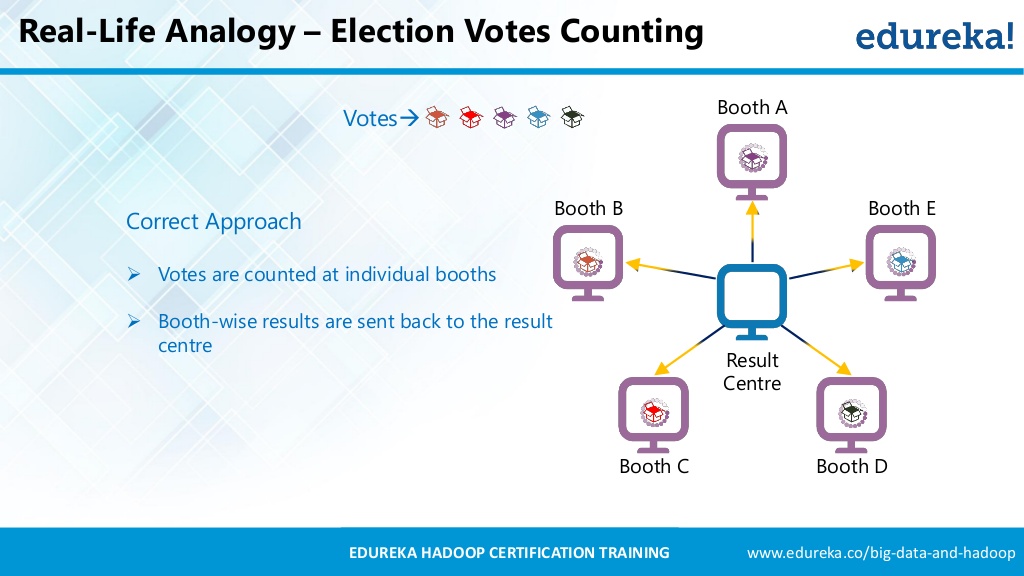 Real-Life Analogy – Election Votes Counting
edureka!
Votes→
Booth A
Booth B
Booth E
Correct Approach
➢ Votes are counted at individual booths
➢ Booth-wise results are sent back to the result
centre
Result
Centre
Booth C
Booth D
EDUREKA HADOOP CERTIFICATION TRAINING
www.edureka.co/big-data-and-hadoop